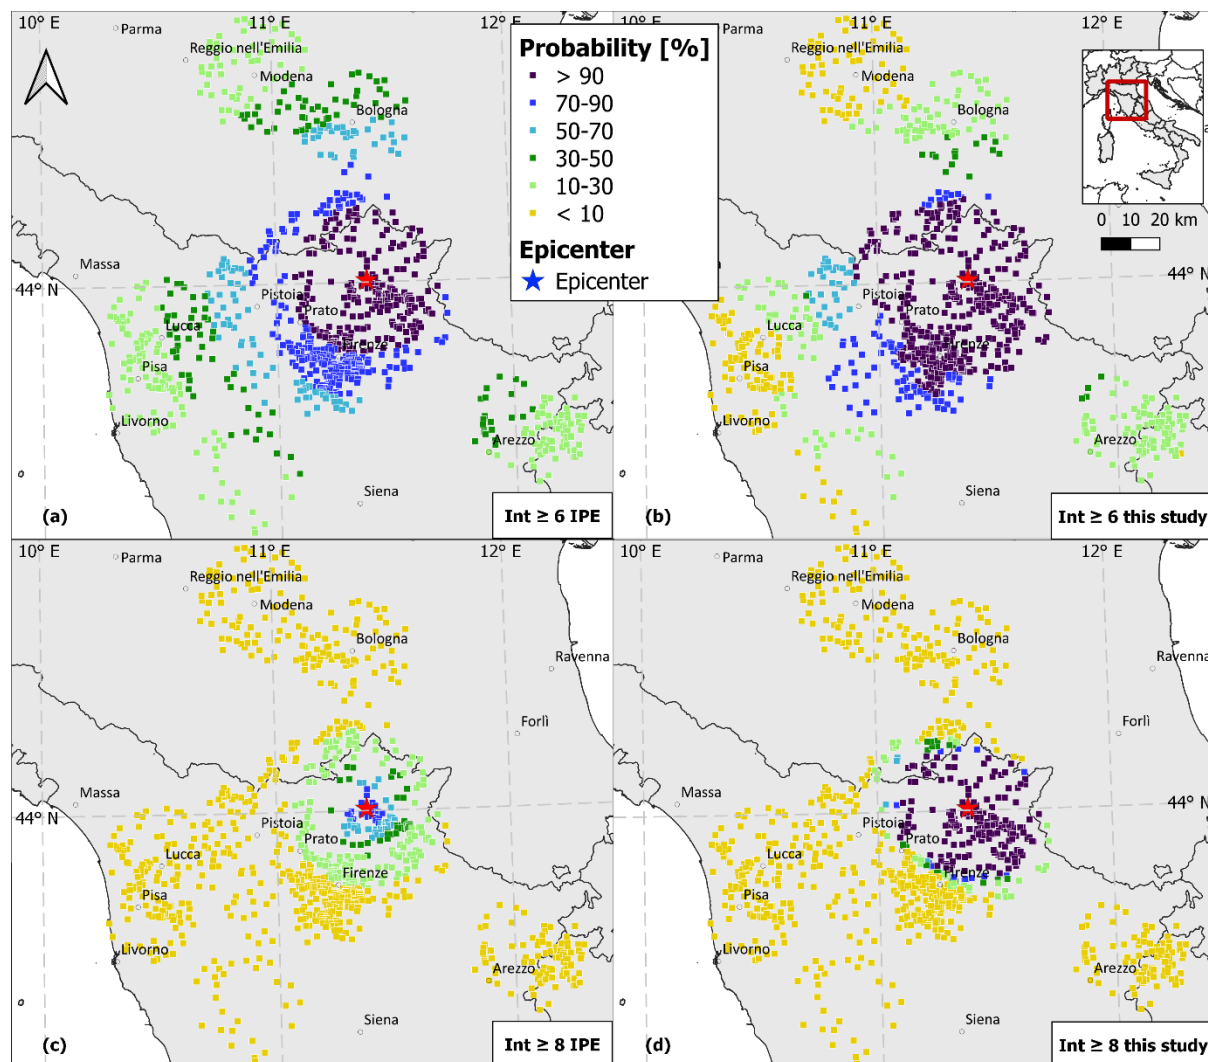 10° E
11° E
12° E
Parma
Reggio nell'Emilia
Modena
Bologna
Massa
44° N
Pistoia
Prato
Lucca
Firenze
Pisa
Livorno
Arezzo
Siena
(a)
Int ≥ 6 IPE
Probability [%]
> 90
70-90
50-70
30-50
10-30
< 10
Epicenter
Epicenter
11° E
Parma
Reggio nell'Emilia
Modena
Bologna
0 10 20 km
44° N
Pistoia
Prato
Lucca
Firenze
Pisa
Livorno
Arezzo
Siena
(b)
Int ≥ 6 this study
10° E
11° E
12° E
Parma
Reggio nell'Emilia
Modena
Bologna
Ravenna
Forlì
Massa
44° N
Pistoia
Prato
Lucca
Firenze
Pisa
Livorno
Arezzo
Siena
(c)
Int ≥ 8 IPE
11° E
12° E
Parma
Reggio nell'Emilia
Modena
Bologna
Ravenna
Forlì
Massa
44° N
Pistoia
Prato
Lucca
Firenze
Pisa
Livorno
Arezzo
Siena
(d)
Int ≥ 8 this study